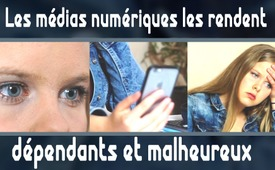 Les médias numériques les rendent
dépendants et malheureux